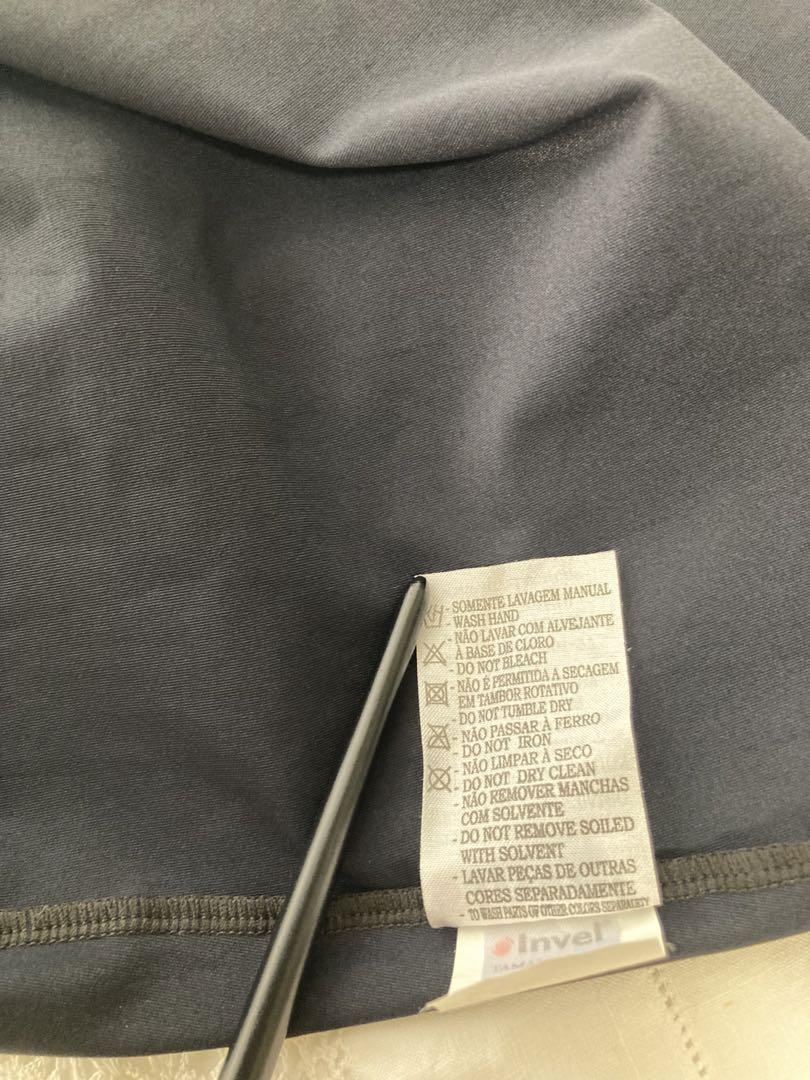 - SOMENTE LAVAGEM MANUAL
- WASH HAND
- NÃO LAVAR COM ALVEJANTE
À BASE DE CLORO
- DO NOT BLEACH
- NÃO É PERMITIDA A SECAGEM
EM TAMBOR ROTATIVO
- DO NOT TUMBLE DRY
- NÃO PASSAR À FERRO
- DO NOT IRON
- NÃO LIMPAR À SECO
- DO NOT DRY CLEAN
- NÃO REMOVER MANCHAS
COM SOLVENTE
- DO NOT REMOVE SOILED
WITH SOLVENT
- LAVAR PEÇAS DE OUTRAS
CORES SEPARADAMENTE
- TO WASH PARTS OF OTHER COLORS SEPARALETY
Invel